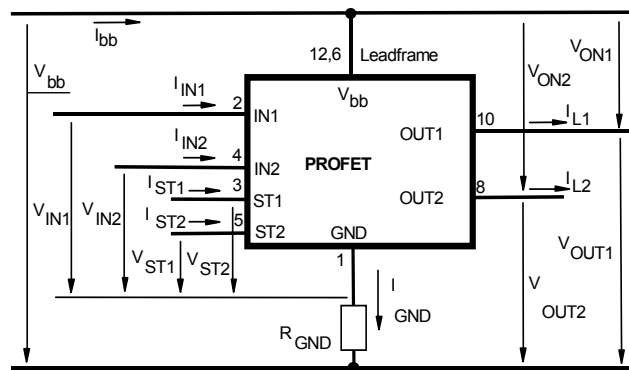 I bb
V bb
12,6 Leadframe
V ON1
V ON2
I IN1
2
IN1
V bb
10
I L1
OUT1
I IN2
4
IN2
PROFET
I ST1
3
ST1
OUT2
8
I L2
I ST2
5
ST2
GND
V IN1
V IN2
V ST1
V ST2
1
V OUT1
I GND
V OUT2
R GND